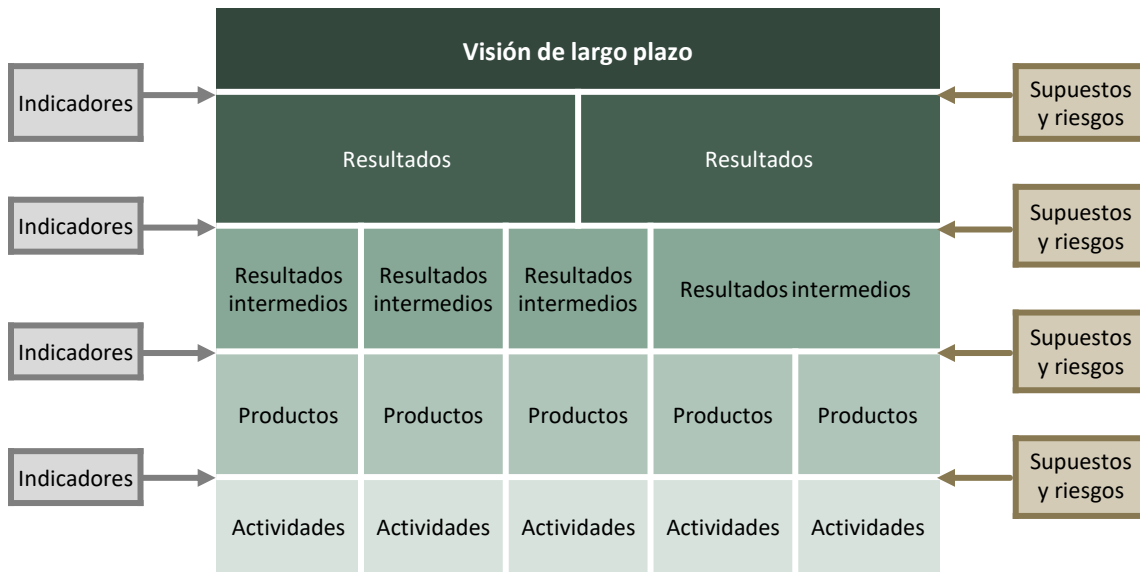 Visión de largo plazo
Indicadores
Supuestos
y riesgos
Resultados
Resultados
Indicadores
Supuestos
y riesgos
Resultados
intermedios
Resultados
intermedios
Resultados
intermedios
Resultados intermedios
Indicadores
Supuestos
y riesgos
Productos
Productos
Productos
Productos
Productos
Indicadores
Supuestos
y riesgos
Actividades
Actividades
Actividades
Actividades
Actividades